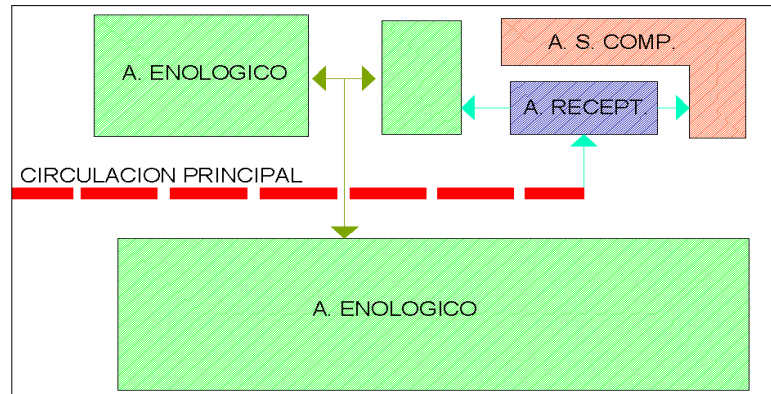 A. S. COMP.
A. ENOLOGICO
A. RECEPT.
CIRCULACION PRINCIPAL
A. ENOLOGICO